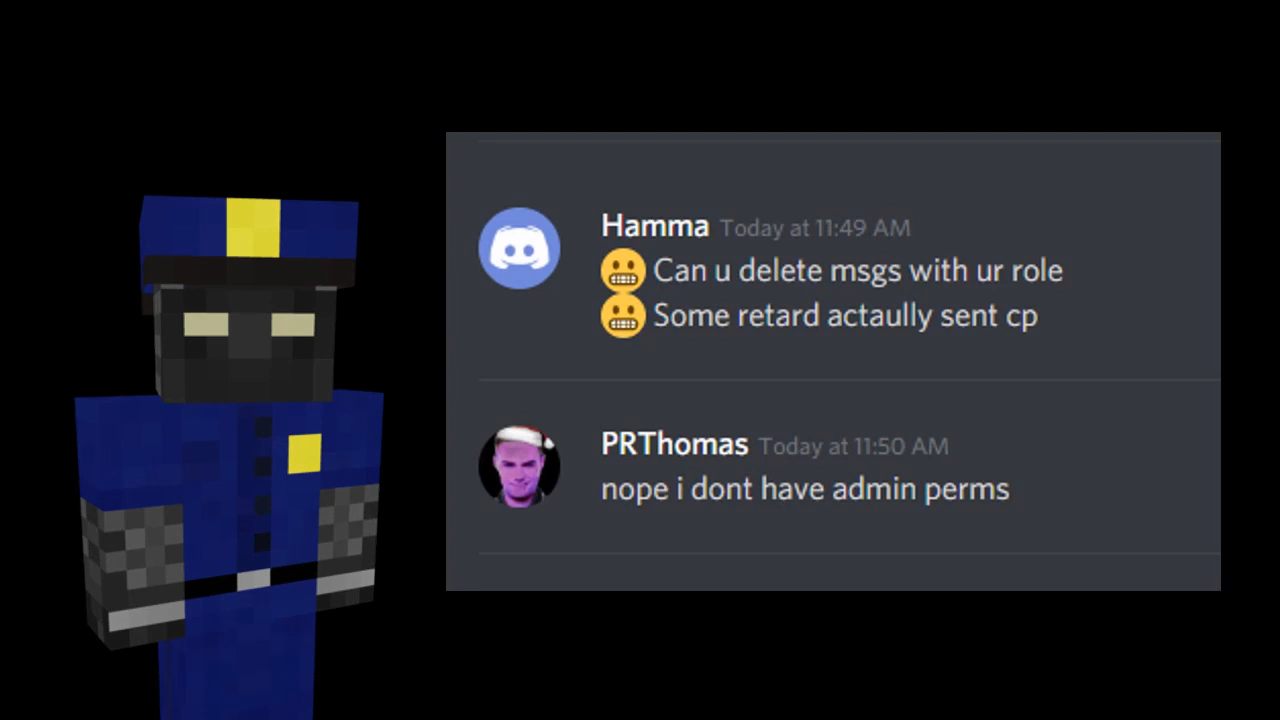 Hamma Today at 11:49 AM
😬 Can u delete msgs with ur role
😬 Some retard actaully sent cp
PRThomas Today at 11:50 AM
nope i dont have admin perms